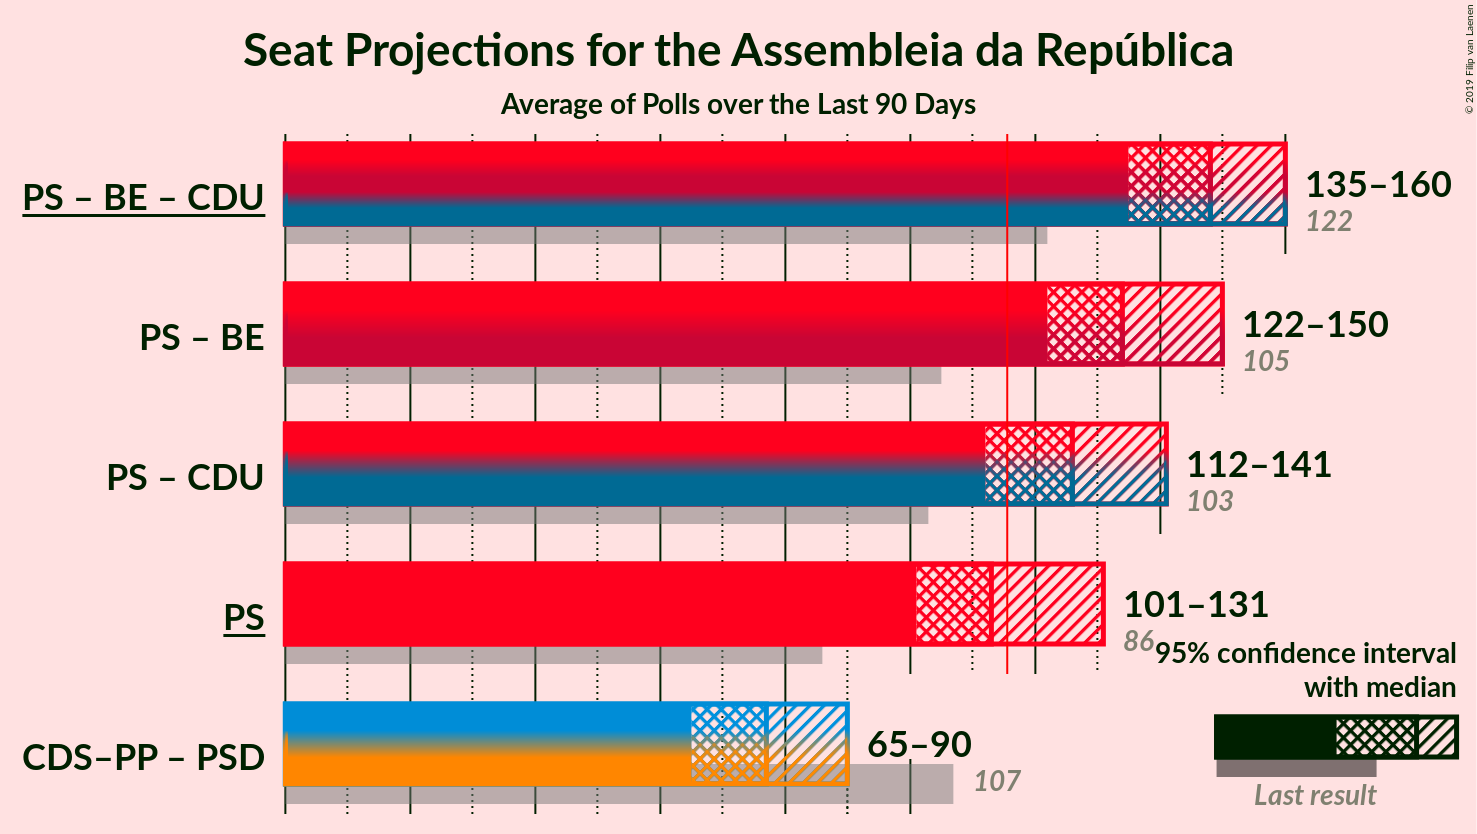 Seat Projections for the Assembleia da República
Average of Polls over the Last 90 Days
© 2019 Filip van Laenen
PS – BE – CDU
135–160
122
PS – BE
122–150
105
PS – CDU
112–141
103
PS
101–131
86
95% confidence interval
with median
Last result
CDS–PP – PSD
65–90
107